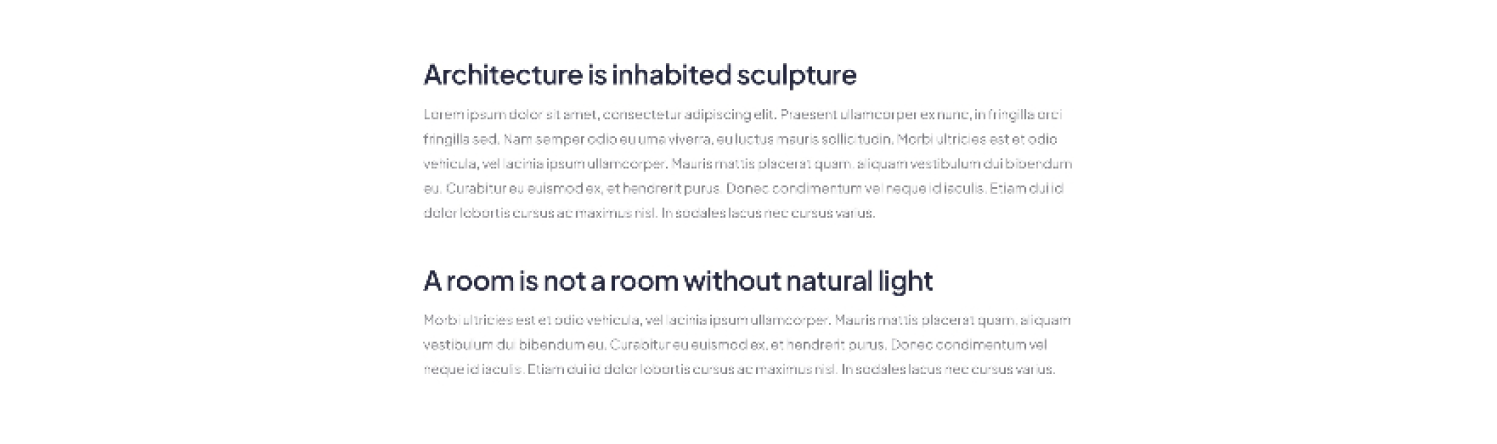 Architecture is inhabited sculpture
Lorem ipsum dolor sit amet, consectetur adipiscing elit. Praesent ullamcorper ex nunc, in fringilla orci
fringilla sed. Nam semper odio eu urna viverra, eu luctus mauris sollicitudin. Morbi ultricies est et odio
vehicula, vel lacinia ipsum ullamcorper. Mauris mattis placerat quam, aliquam vestibulum dui bibendum
eu. Curabitur eu euismod ex, et hendrerit purus. Donec condimentum vel neque id iaculis. Etiam dui id
dolor lobortis cursus ac maximus nisl. In sodales lacus nec cursus varius.
A room is not a room without natural light
Morbi ultricies est et odio vehicula, vel lacinia ipsum ullamcorper. Mauris mattis placerat quam, aliquam
vestibulum dui bibendum eu. Curabitur eu euismod ex, et hendrerit purus. Donec condimentum vel
neque id iaculis. Etiam dui id dolor lobortis cursus ac maximus nisl. In sodales lacus nec cursus varius.